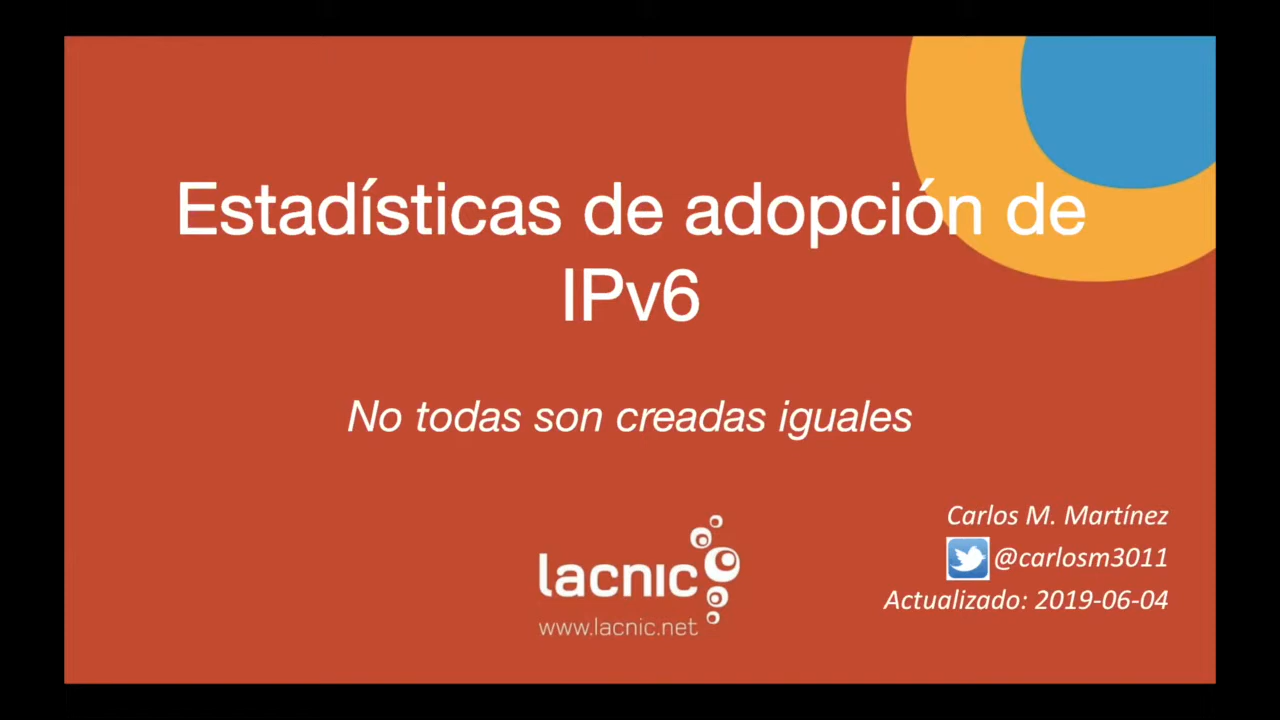 Estadísticas de adopción de
IPv6
No todas son creadas iguales
lacnic
www.lacnic.net
Carlos M. Martínez
@carlosm3011
Actualizado: 2019-06-04